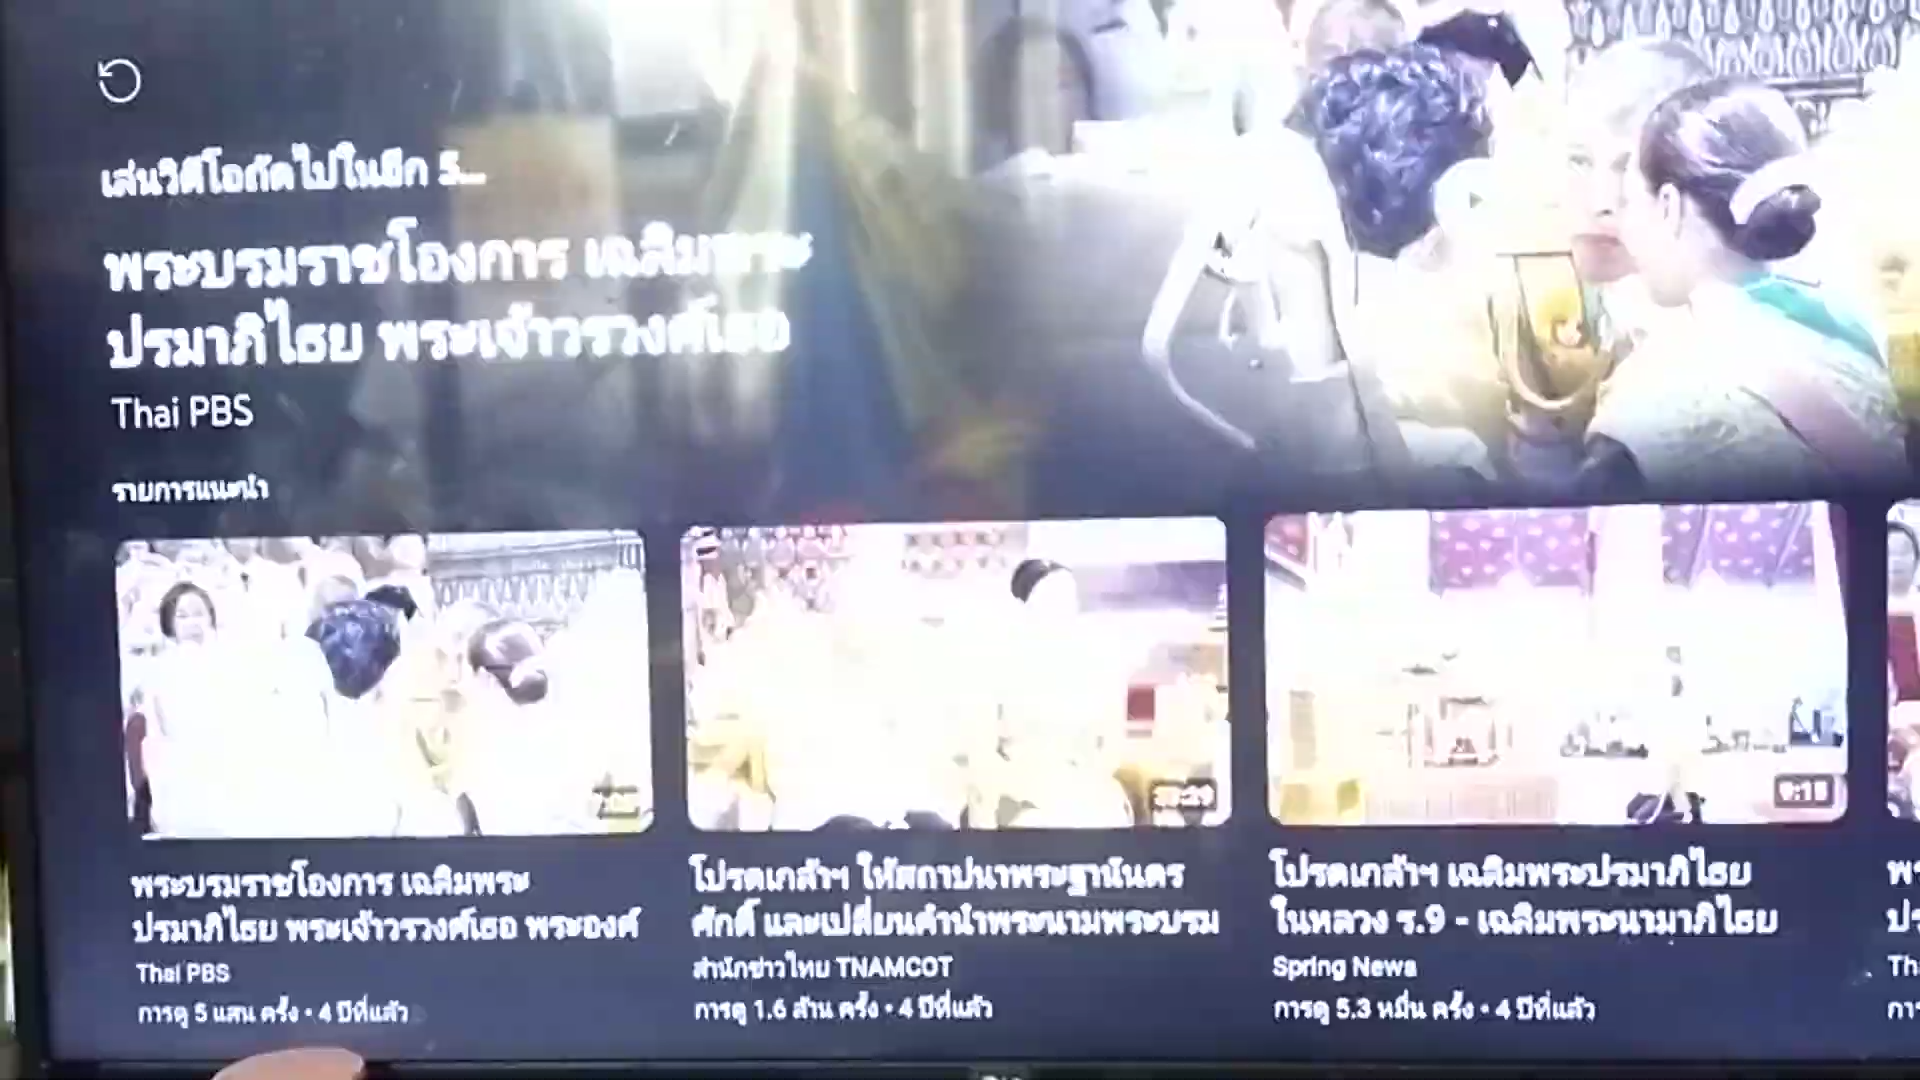 เล่นวิดีโอถัดไปในอีก 5...
พระบรมราชโองการ เฉลิมพระ
ปรมาภิไธย พระเจ้าวรวงศ์เธอ
Thai PBS
รายการแนะนำ
9:15
พระบรมราชโองการ เฉลิมพระ
ปรมาภิไธย พระเจ้าวรวงศ์เธอ พระองค์
Thai PBS
การดู 5 แสน ครั้ง • 4 ปีที่แล้ว
โปรดเกล้าฯ ให้สถาปนาพระฐานันดร
ศักดิ์ และเปลี่ยนคำนำพระนามพระบรม
สำนักข่าวไทย TNAMCOT
การดู 1.6 ล้าน ครั้ง • 4 ปีที่แล้ว
โปรดเกล้าฯ เฉลิมพระปรมาภิไธย
ในหลวง ร.9 - เฉลิมพระนามาภิไธย
Spring News
การดู 5.3 หมื่น ครั้ง • 4 ปีที่แล้ว